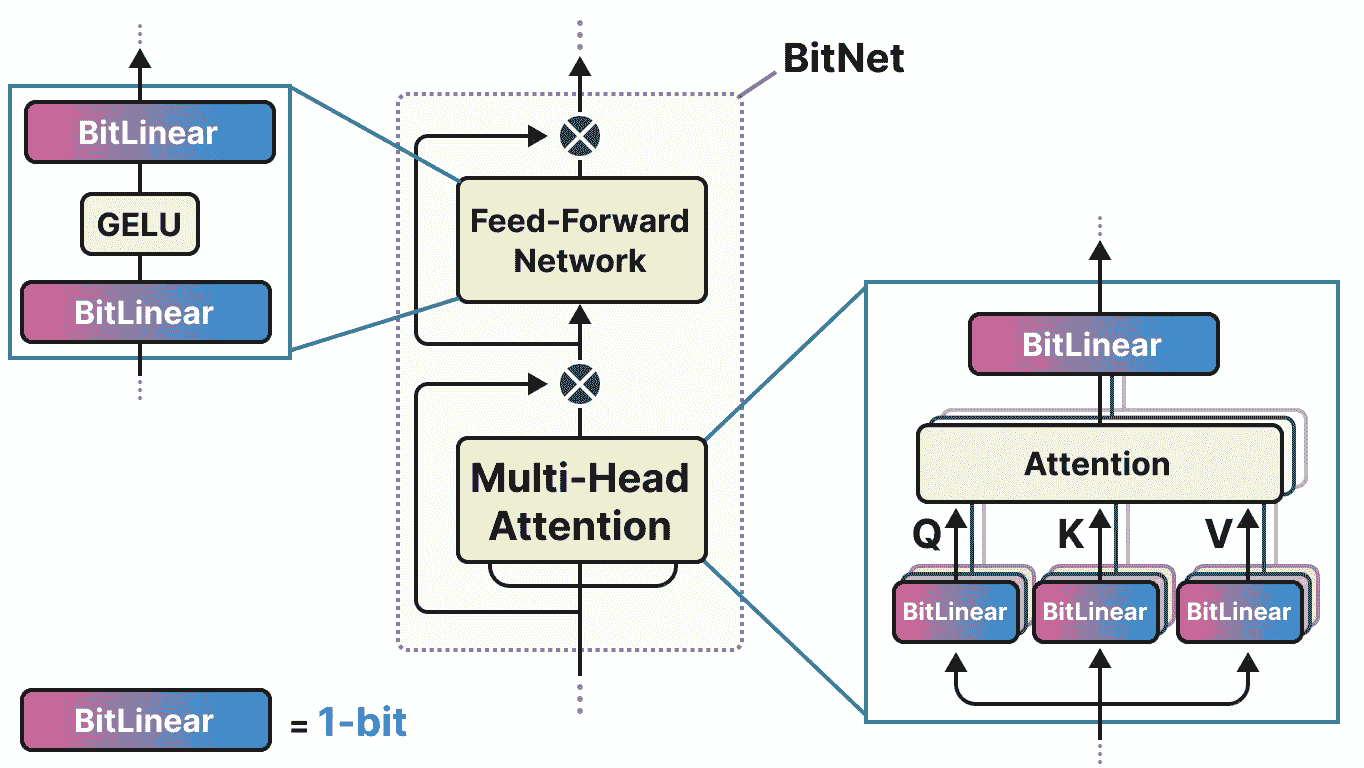 BitNet
BitLinear
GELU
BitLinear
Feed-Forward
Network
Multi-Head
Attention
BitLinear
Attention
Q K V
BitLinear BitLinear BitLinear
BitLinear = 1-bit